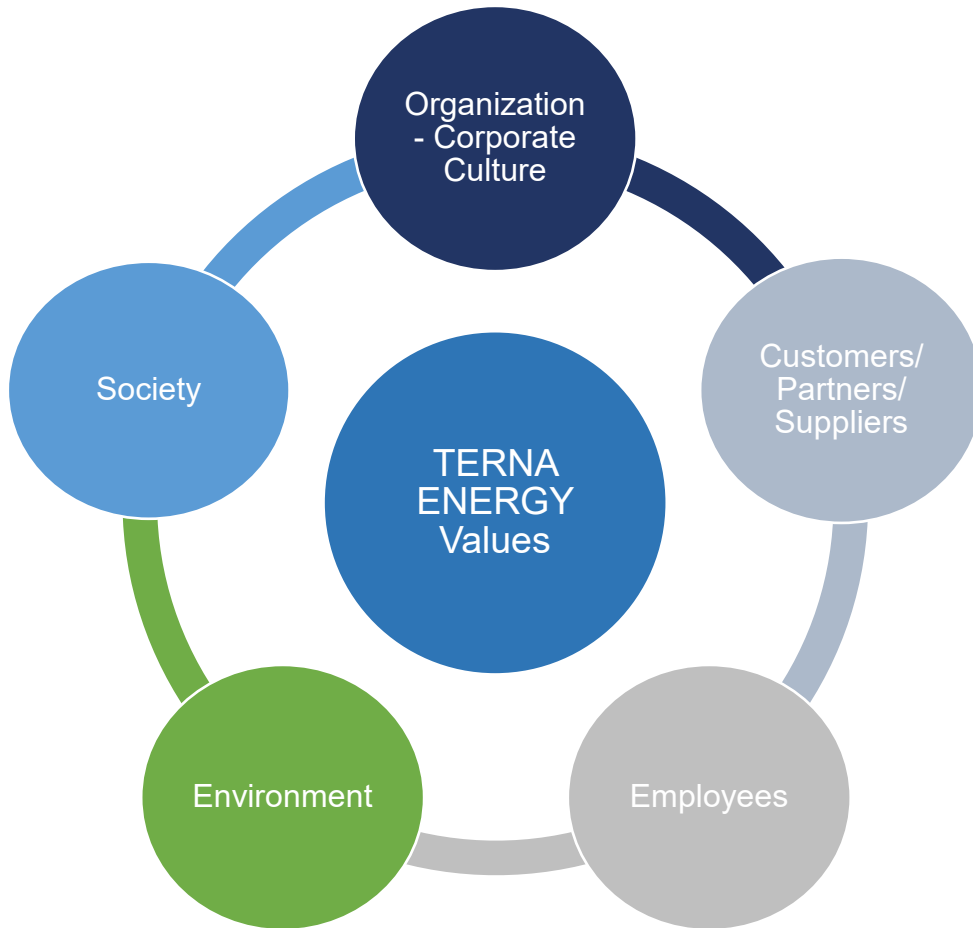 Organization
- Corporate
Culture
Customers/
Partners/
Suppliers
Society
TERNA
ENERGY
Values
Environment
Employees